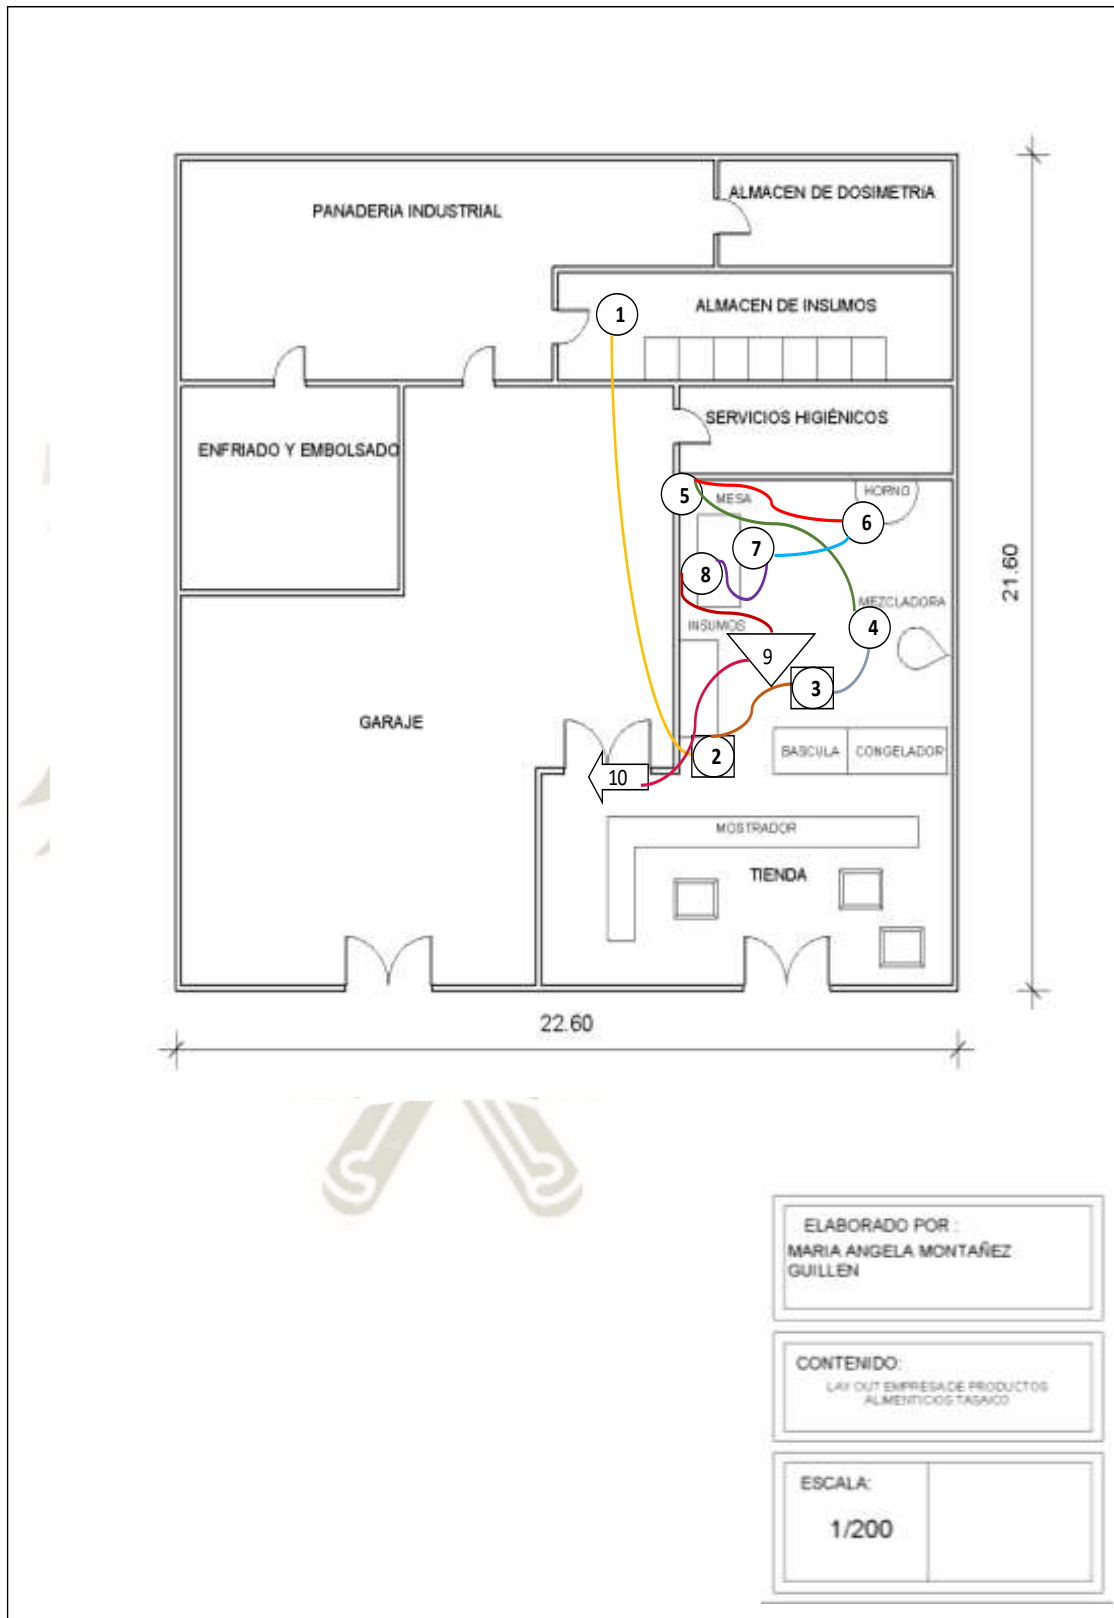 PANADERÍA INDUSTRIAL
ALMACEN DE DOSIMETRÍA
1
ALMACEN DE INSUMOS
SERVICIOS HIGIÉNICOS
ENFRIADO Y EMBOLSADO
5
MESA
HORNO
6
7
8
MEZCLADORA
INSUMOS
4
9
3
21.60
GARAJE
2
BASCULA
CONGELADOR
10
MOSTRADOR
TIENDA
22.60
ELABORADO POR :
MARIA ANGELA MONTAÑEZ
GUILLEN
CONTENIDO:
LAY OUT EMPRESA DE PRODUCTOS
ALIMENTICIOS TASAICO
ESCALA:
1/200